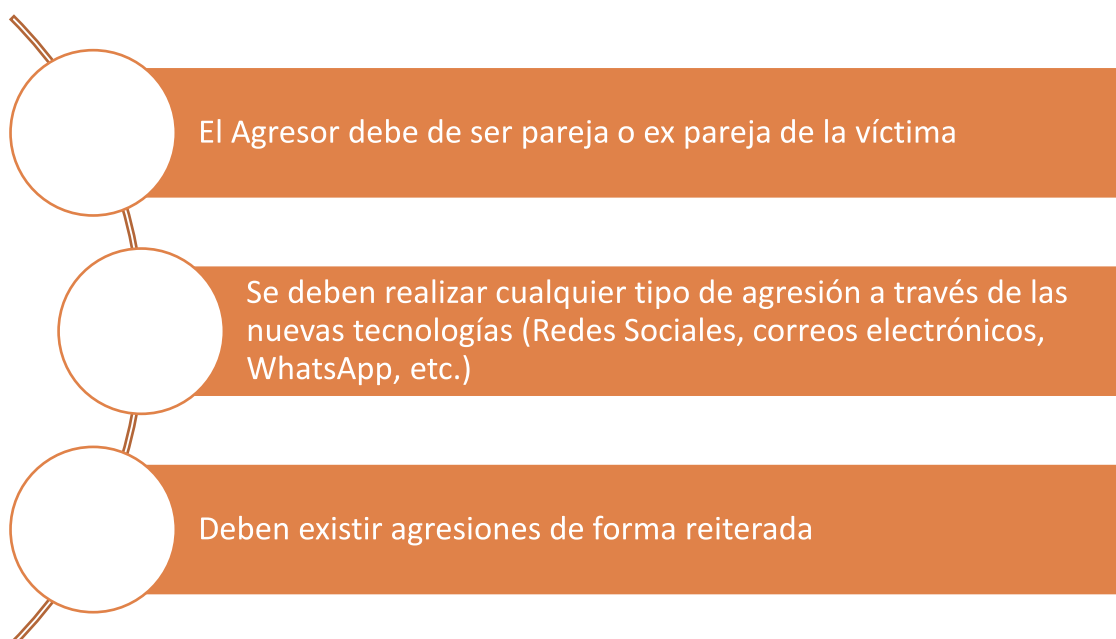 El Agresor debe de ser pareja o ex pareja de la víctima
Se deben realizar cualquier tipo de agresión a través de las
nuevas tecnologías (Redes Sociales, correos electrónicos,
WhatsApp, etc.)
Deben existir agresiones de forma reiterada